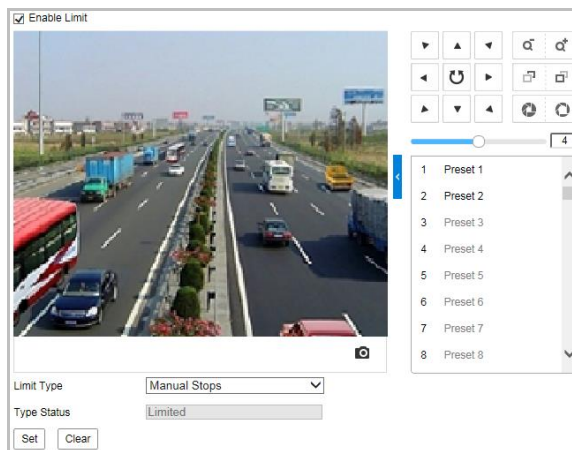 Enable Limit
4
1 Preset 1
2 Preset 2
3 Preset 3
4 Preset 4
5 Preset 5
6 Preset 6
7 Preset 7
8 Preset 8
Limit Type Manual Stops
Type Status Limited
Set Clear